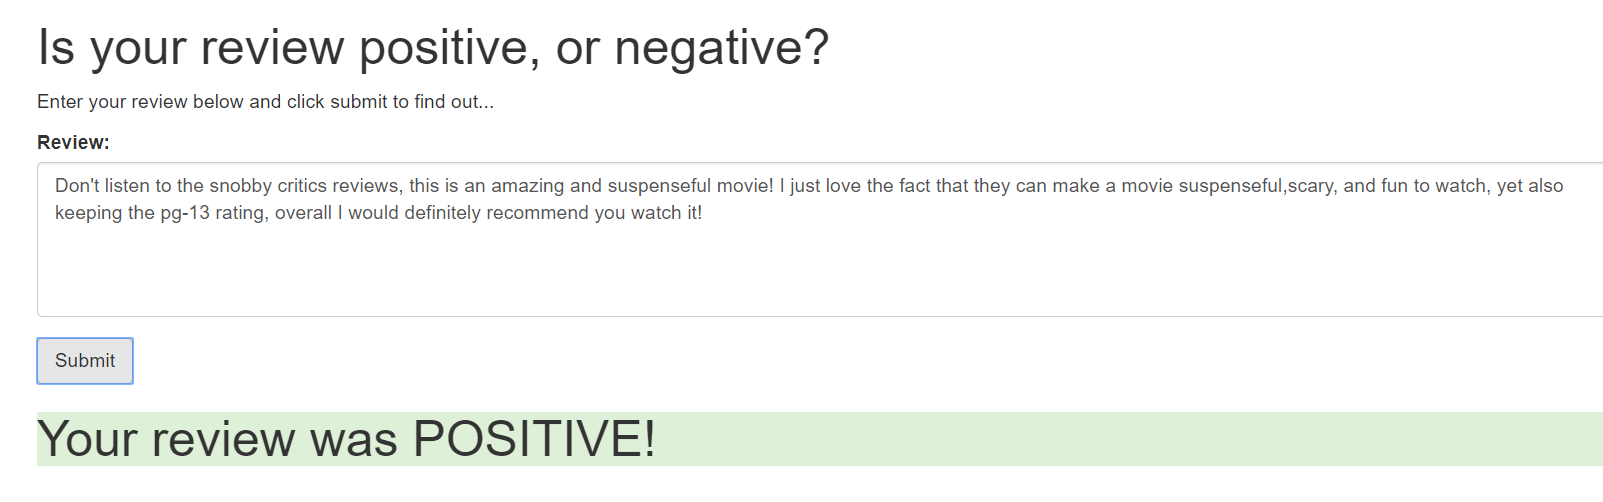 Is your review positive, or negative?
Enter your review below and click submit to find out...
Review:
Don't listen to the snobby critics reviews, this is an amazing and suspenseful movie! I just love the fact that they can make a movie suspenseful,scary, and fun to watch, yet also
keeping the pg-13 rating, overall I would definitely recommend you watch it!
Submit
Your review was POSITIVE!